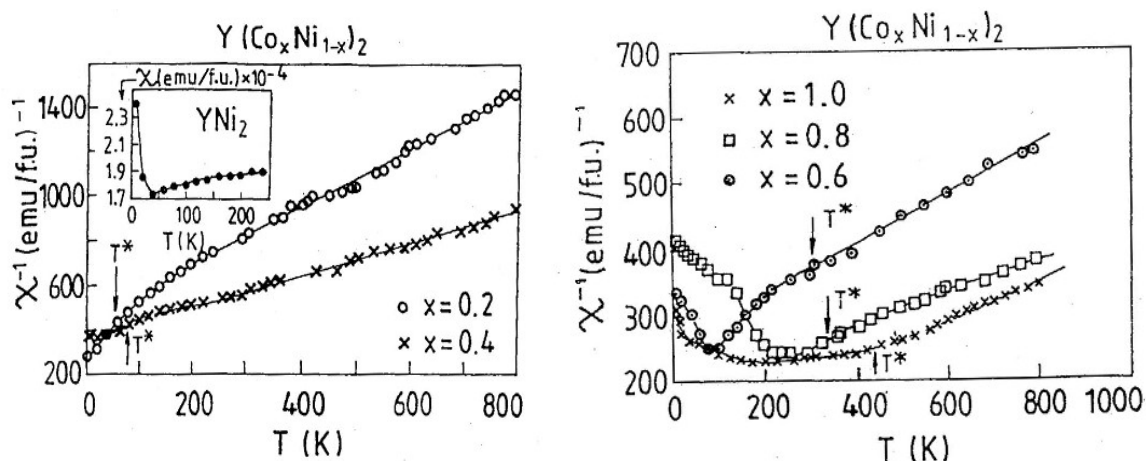 Y(CoₓNi₁₋ₓ)₂
χ⁻¹ (emu/f.u.)⁻¹
1400
1000
600
200
0
200
400
600
800
T (K)
χ(emu/f.u.)×10⁻⁴
YNi₂
2.3
2.1
1.9
1.7
0
100
200
T(K)
T*
T*
o x = 0.2
× x = 0.4
Y(CoₓNi₁₋ₓ)₂
χ⁻¹(emu/f.u.)⁻¹
700
600
500
400
300
200
0
200
400
600
800
1000
T (K)
× x = 1.0
□ x = 0.8
⊙ x = 0.6
T*
T*
T*